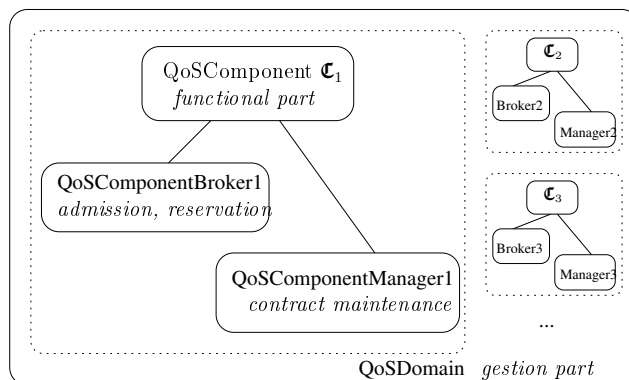 QoSComponent ℭ₁
functional part
QoSComponentBroker1
admission, reservation
QoSComponentManager1
contract maintenance
ℭ₂
Broker2
Manager2
ℭ₃
Broker3
Manager3
...
QoSDomain gestion part